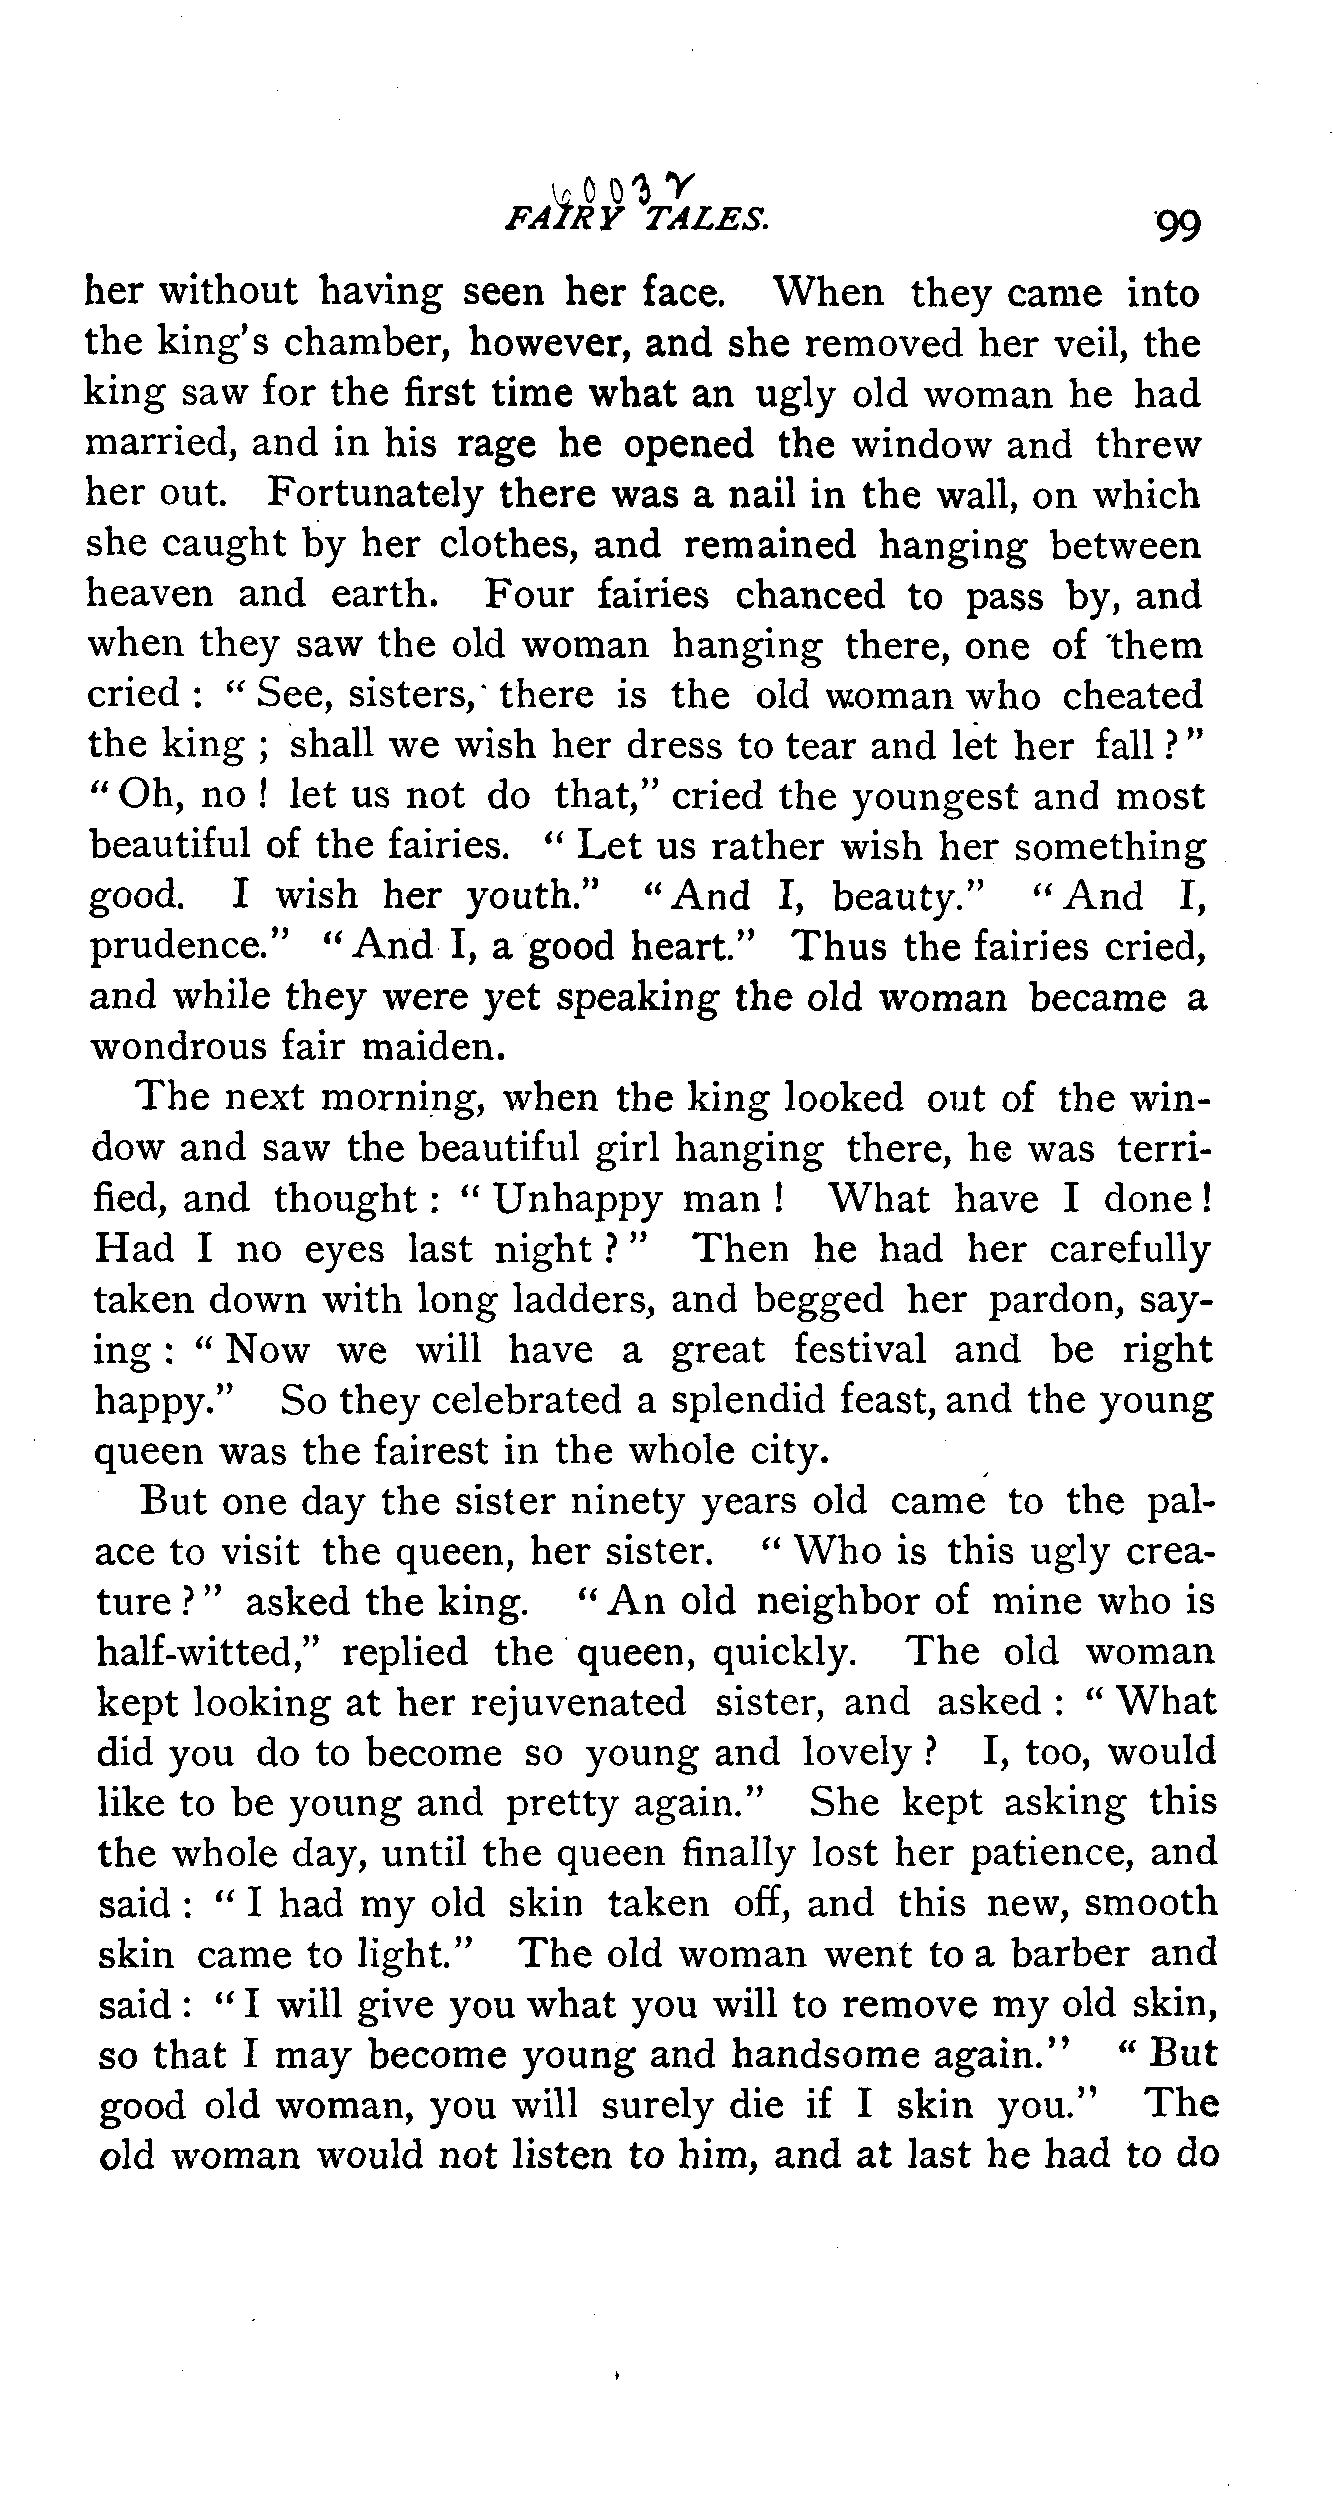 6003Y
FAIRY TALES. 99
her without having seen her face. When they came into
the king's chamber, however, and she removed her veil, the
king saw for the first time what an ugly old woman he had
married, and in his rage he opened the window and threw
her out. Fortunately there was a nail in the wall, on which
she caught by her clothes, and remained hanging between
heaven and earth. Four fairies chanced to pass by, and
when they saw the old woman hanging there, one of them
cried : " See, sisters, there is the old woman who cheated
the king ; shall we wish her dress to tear and let her fall ? "
" Oh, no ! let us not do that," cried the youngest and most
beautiful of the fairies. " Let us rather wish her something
good. I wish her youth." " And I, beauty." " And I,
prudence." " And I, a good heart." Thus the fairies cried,
and while they were yet speaking the old woman became a
wondrous fair maiden.
The next morning, when the king looked out of the win-
dow and saw the beautiful girl hanging there, he was terri-
fied, and thought : " Unhappy man ! What have I done !
Had I no eyes last night ? " Then he had her carefully
taken down with long ladders, and begged her pardon, say-
ing : " Now we will have a great festival and be right
happy." So they celebrated a splendid feast, and the young
queen was the fairest in the whole city.
But one day the sister ninety years old came to the pal-
ace to visit the queen, her sister. " Who is this ugly crea-
ture ? " asked the king. " An old neighbor of mine who is
half-witted," replied the queen, quickly. The old woman
kept looking at her rejuvenated sister, and asked : " What
did you do to become so young and lovely ? I, too, would
like to be young and pretty again." She kept asking this
the whole day, until the queen finally lost her patience, and
said : " I had my old skin taken off, and this new, smooth
skin came to light." The old woman went to a barber and
said : " I will give you what you will to remove my old skin,
so that I may become young and handsome again." " But
good old woman, you will surely die if I skin you." The
old woman would not listen to him, and at last he had to do